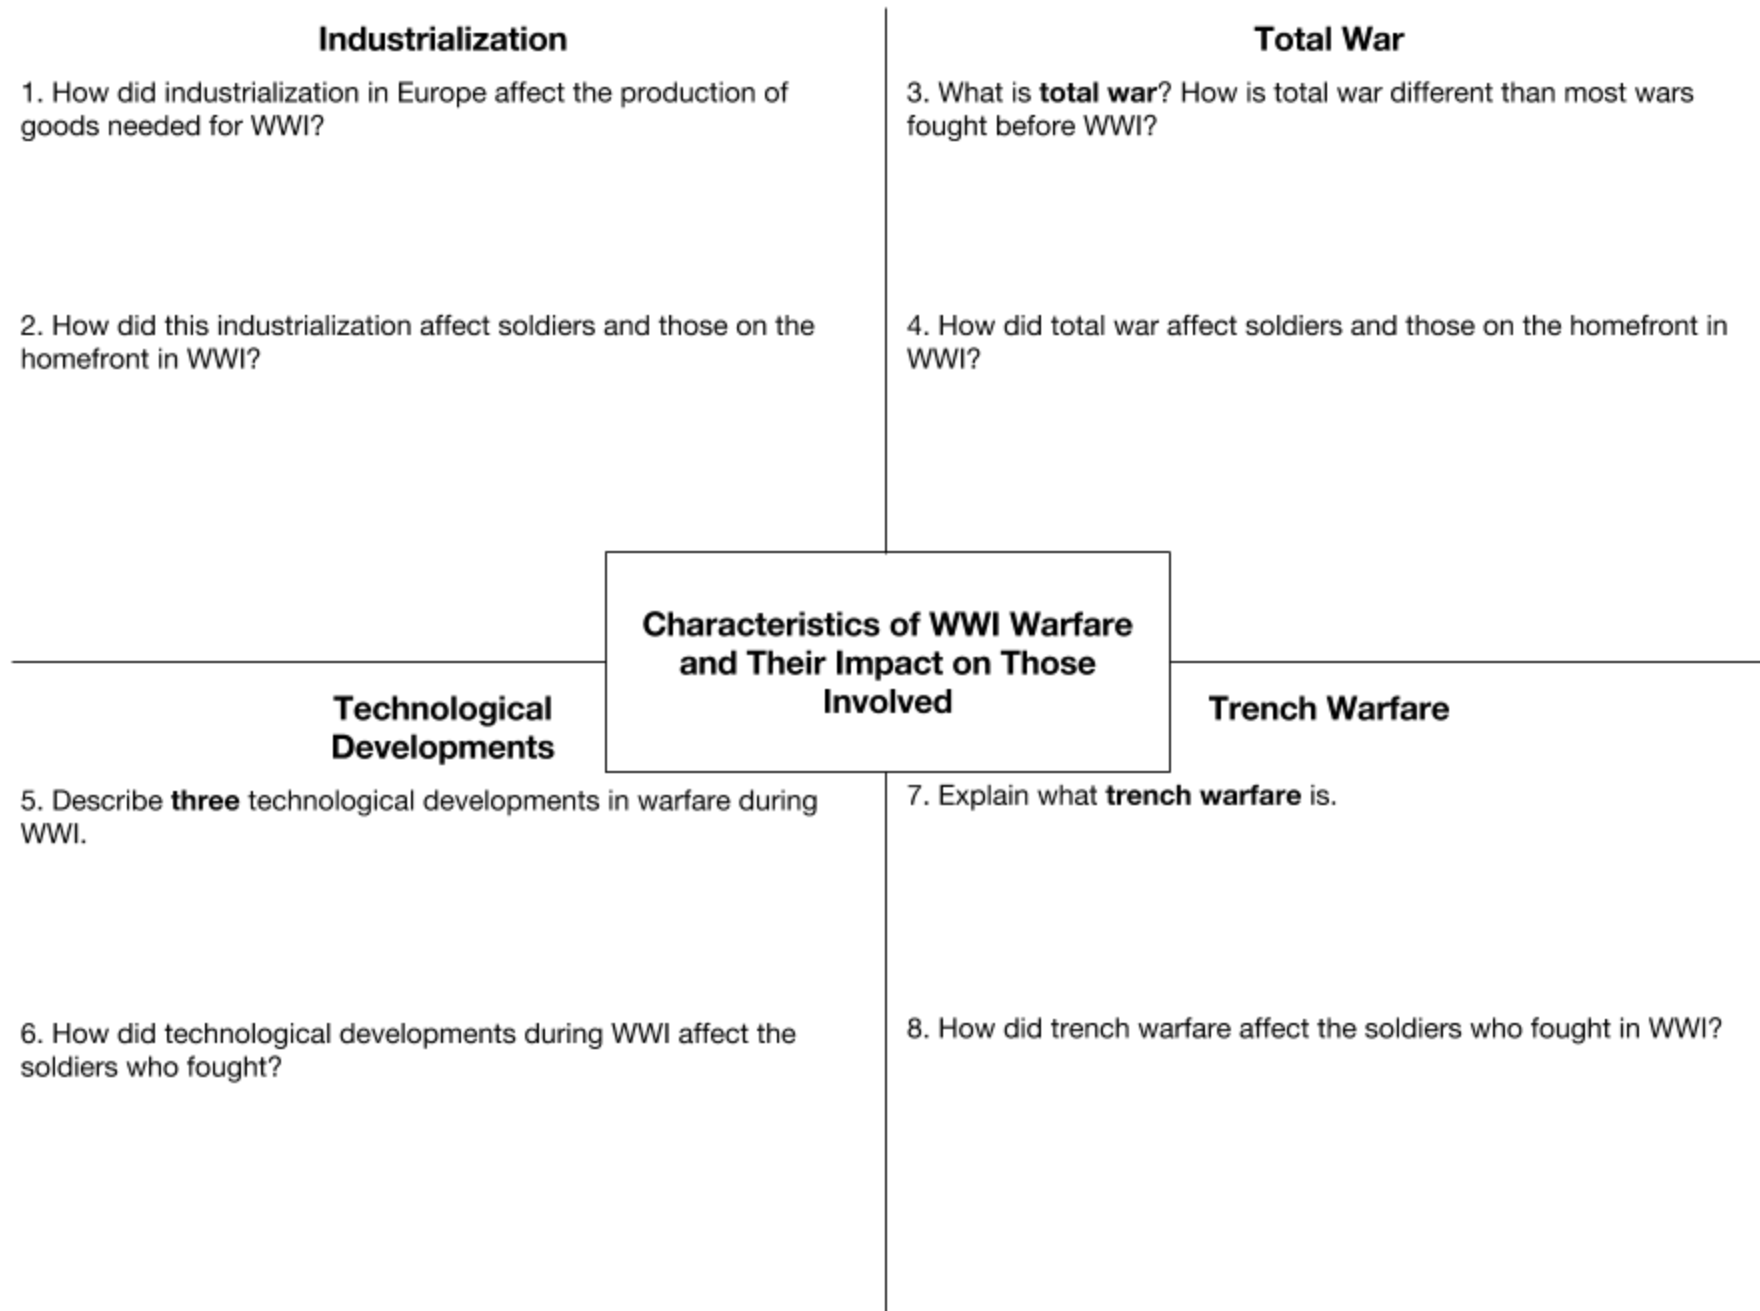 Industrialization
1. How did industrialization in Europe affect the production of
goods needed for WWI?
2. How did this industrialization affect soldiers and those on the
homefront in WWI?
Total War
3. What is total war? How is total war different than most wars
fought before WWI?
4. How did total war affect soldiers and those on the homefront in
WWI?
Characteristics of WWI Warfare
and Their Impact on Those
Involved
Technological
Developments
5. Describe three technological developments in warfare during
WWI.
6. How did technological developments during WWI affect the
soldiers who fought?
Trench Warfare
7. Explain what trench warfare is.
8. How did trench warfare affect the soldiers who fought in WWI?